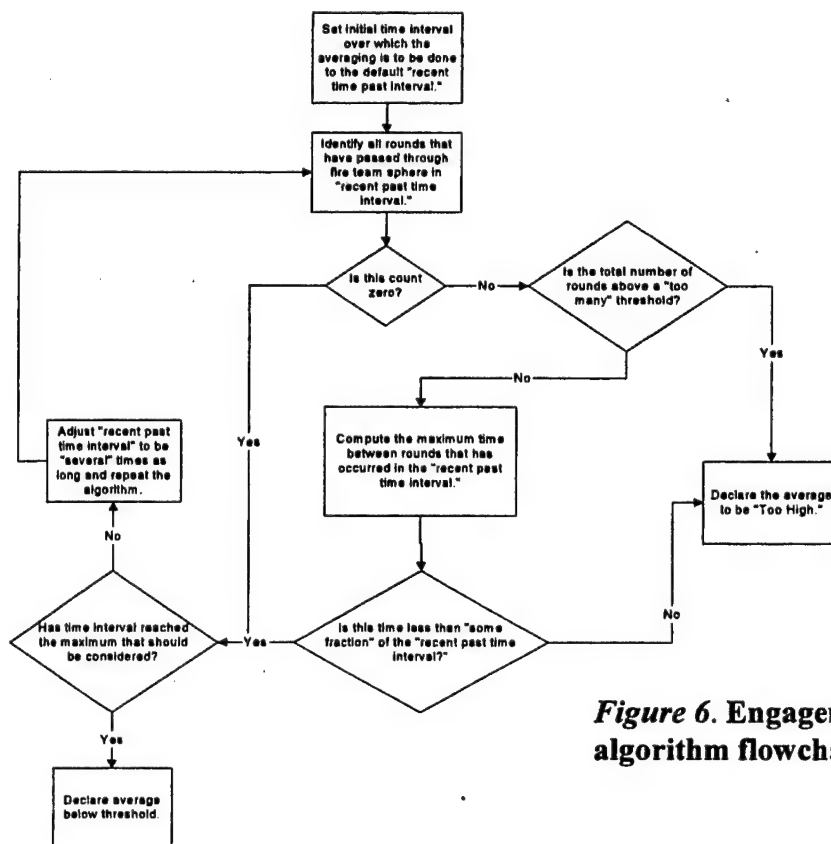 Set initial time interval
over which the
averaging is to be done
to the default "recent
time past interval."
Identify all rounds that
have passed through
fire team sphere in
"recent past time
interval."
Is this count
zero?
No
Is the total number of
rounds above a "too
many" threshold?
Yes
No
Yes
Adjust "recent past
time interval" to be
"several" times as
long and repeat the
algorithm.
Compute the maximum time
between rounds that has
occurred in the "recent past
time interval."
Declare the average
to be "Too High."
No
No
Has time interval reached
the maximum that should
be considered?
Yes
Is this time less than "some
fraction" of the "recent past time
interval?"
Yes
Declare average
below threshold.
Figure 6. Engager
algorithm flowcha